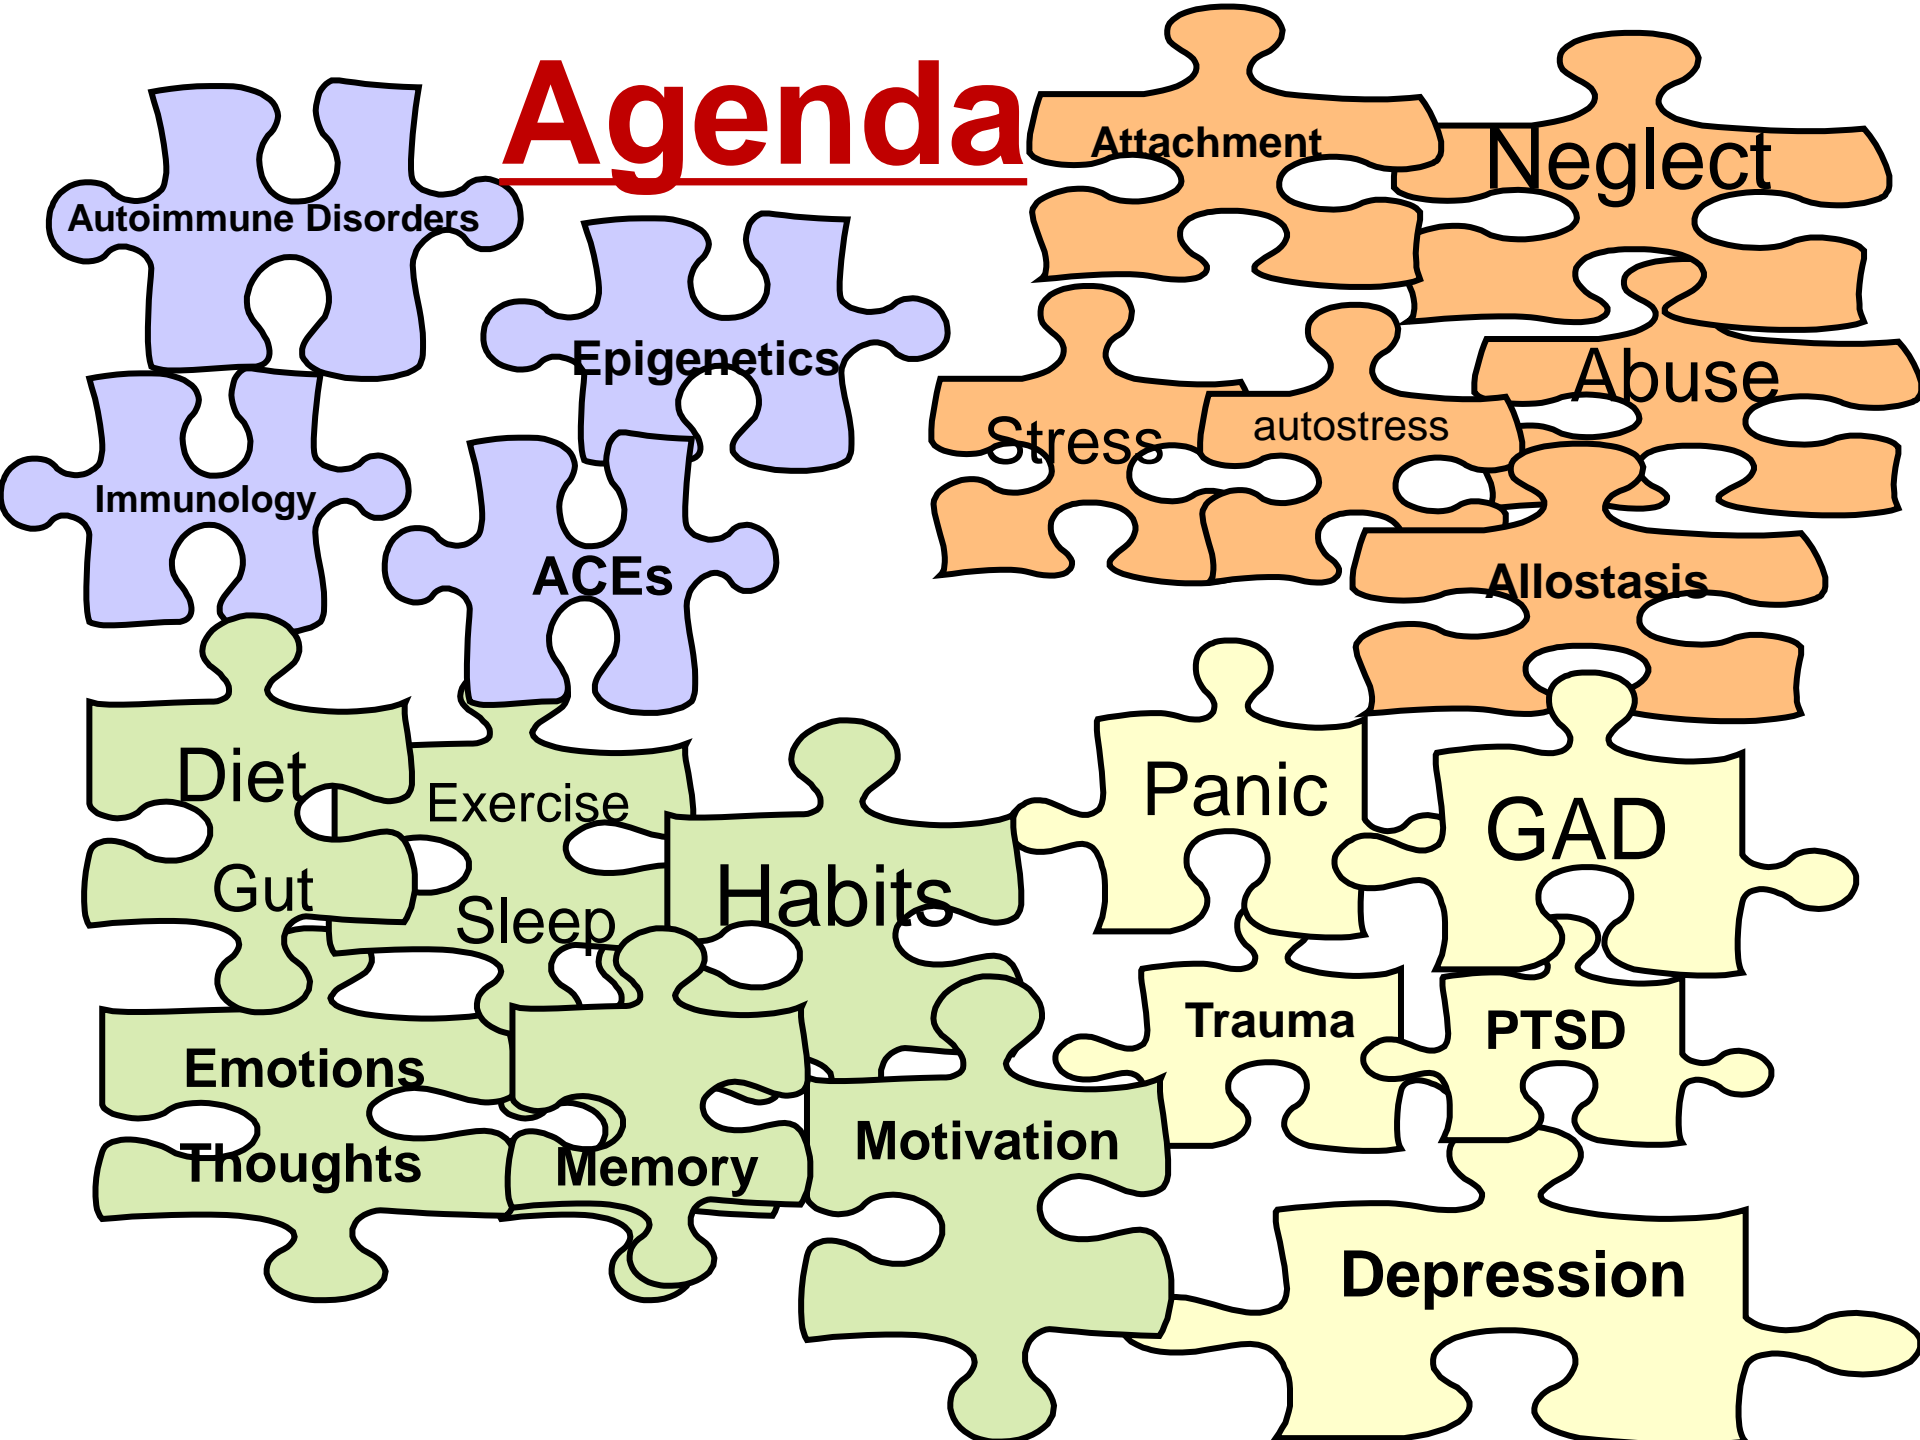 Agenda
Autoimmune Disorders
Epigenetics
Immunology
ACEs
Attachment
Neglect
Stress
autostress
Abuse
Allostasis
Diet
Gut
Exercise
Sleep
Habits
Emotions
Thoughts
Memory
Motivation
Panic
GAD
Trauma
PTSD
Depression